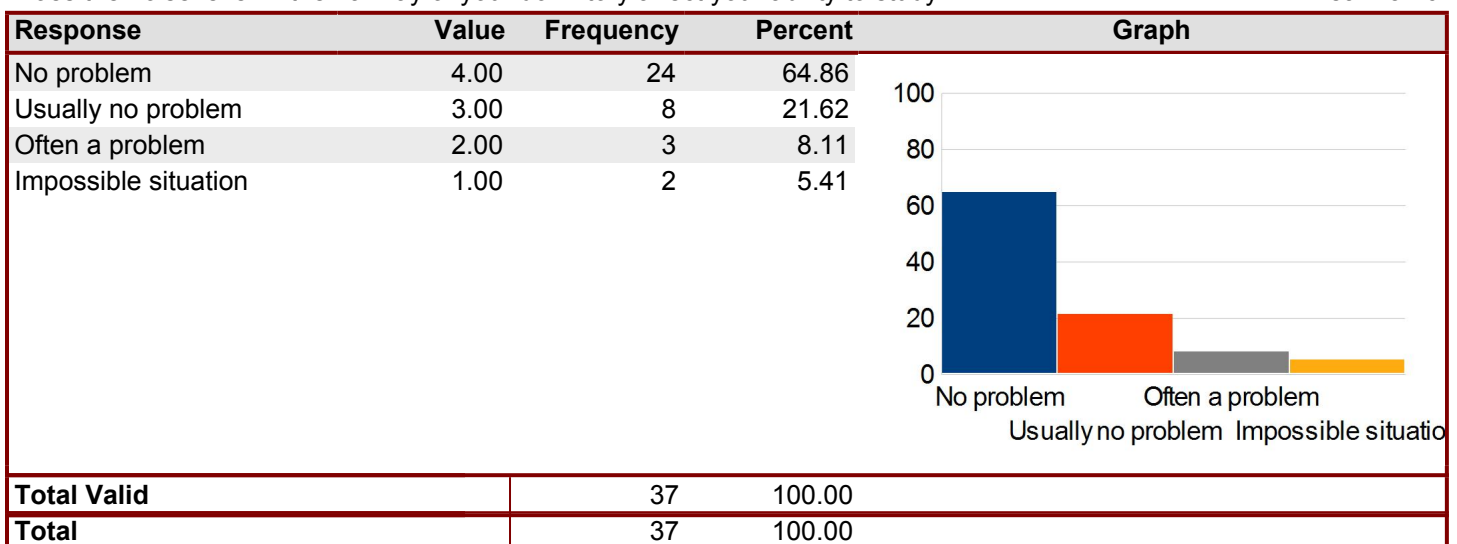 Response Value Frequency Percent Graph
No problem 4.00 24 64.86
Usually no problem 3.00 8 21.62
Often a problem 2.00 3 8.11
Impossible situation 1.00 2 5.41
100
80
60
40
20
0
No problem Often a problem
Usually no problem Impossible situatio
Total Valid 37 100.00
Total 37 100.00